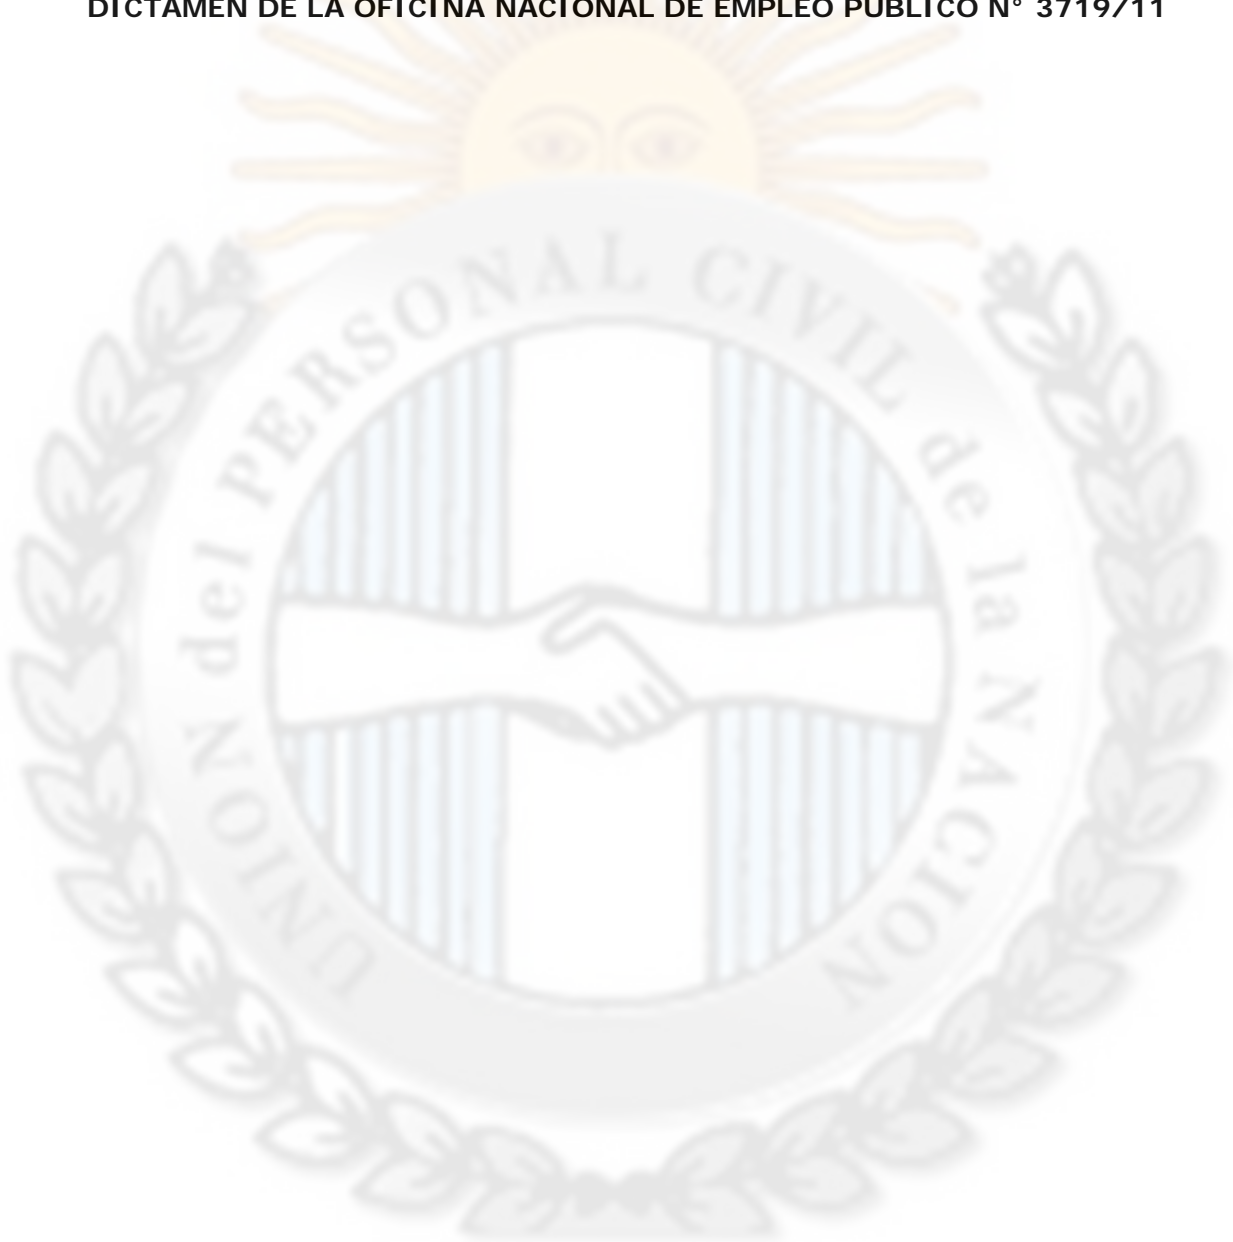 DICTAMEN DE LA OFICINA NACIONAL DE EMPLEO PUBLICO N° 3719/11
UNION del PERSONAL CIVIL de la NACION